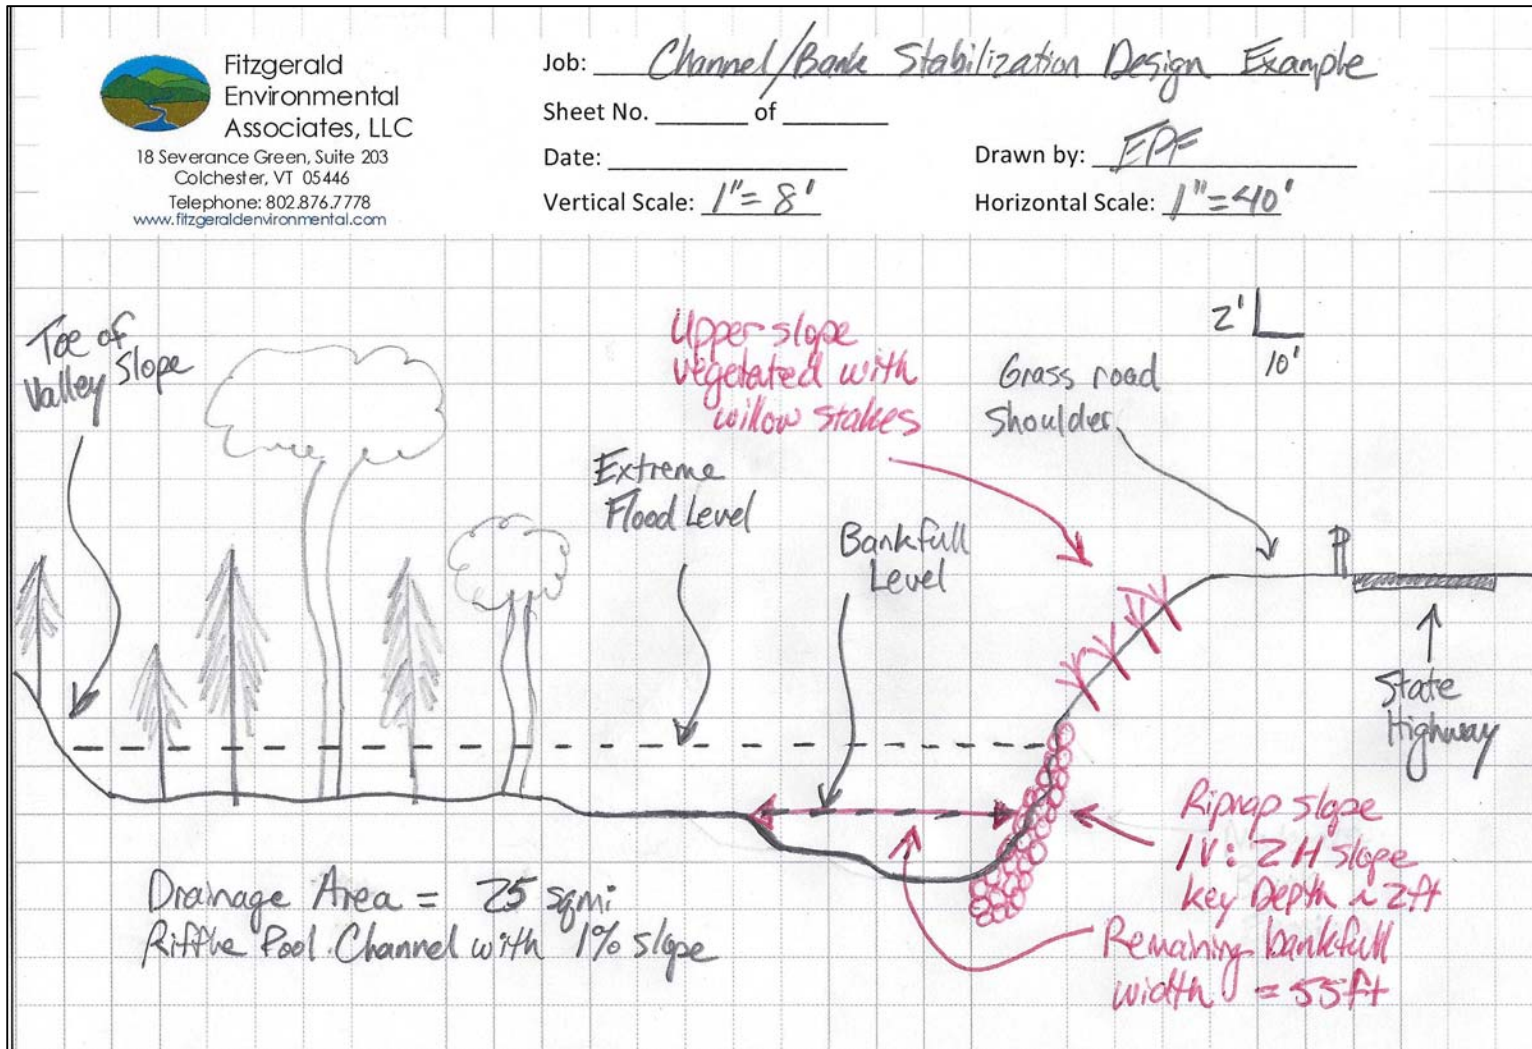 Fitzgerald
Environmental
Associates, LLC
18 Severance Green, Suite 203
Colchester, VT 05446
Telephone: 802.876.7778
www.fitzgeraldenvironmental.com
Job: Channel/Bank Stabilization Design Example
Sheet No. ________ of ________
Date: ________
Drawn by: EPF
Vertical Scale: 1"= 8'
Horizontal Scale: 1"=40'
Toe of
Valley Slope
Upper slope
vegetated with
willow stakes
Grass road
shoulder
2'
10'
Extreme
Flood Level
Bankfull
Level
State
Highway
Riprap slope
1V:2H slope
key Depth ~ 2ft
Remaining bankfull
width = 55ft
Drainage Area = 25 sqmi
Riffle Pool Channel with 1% slope